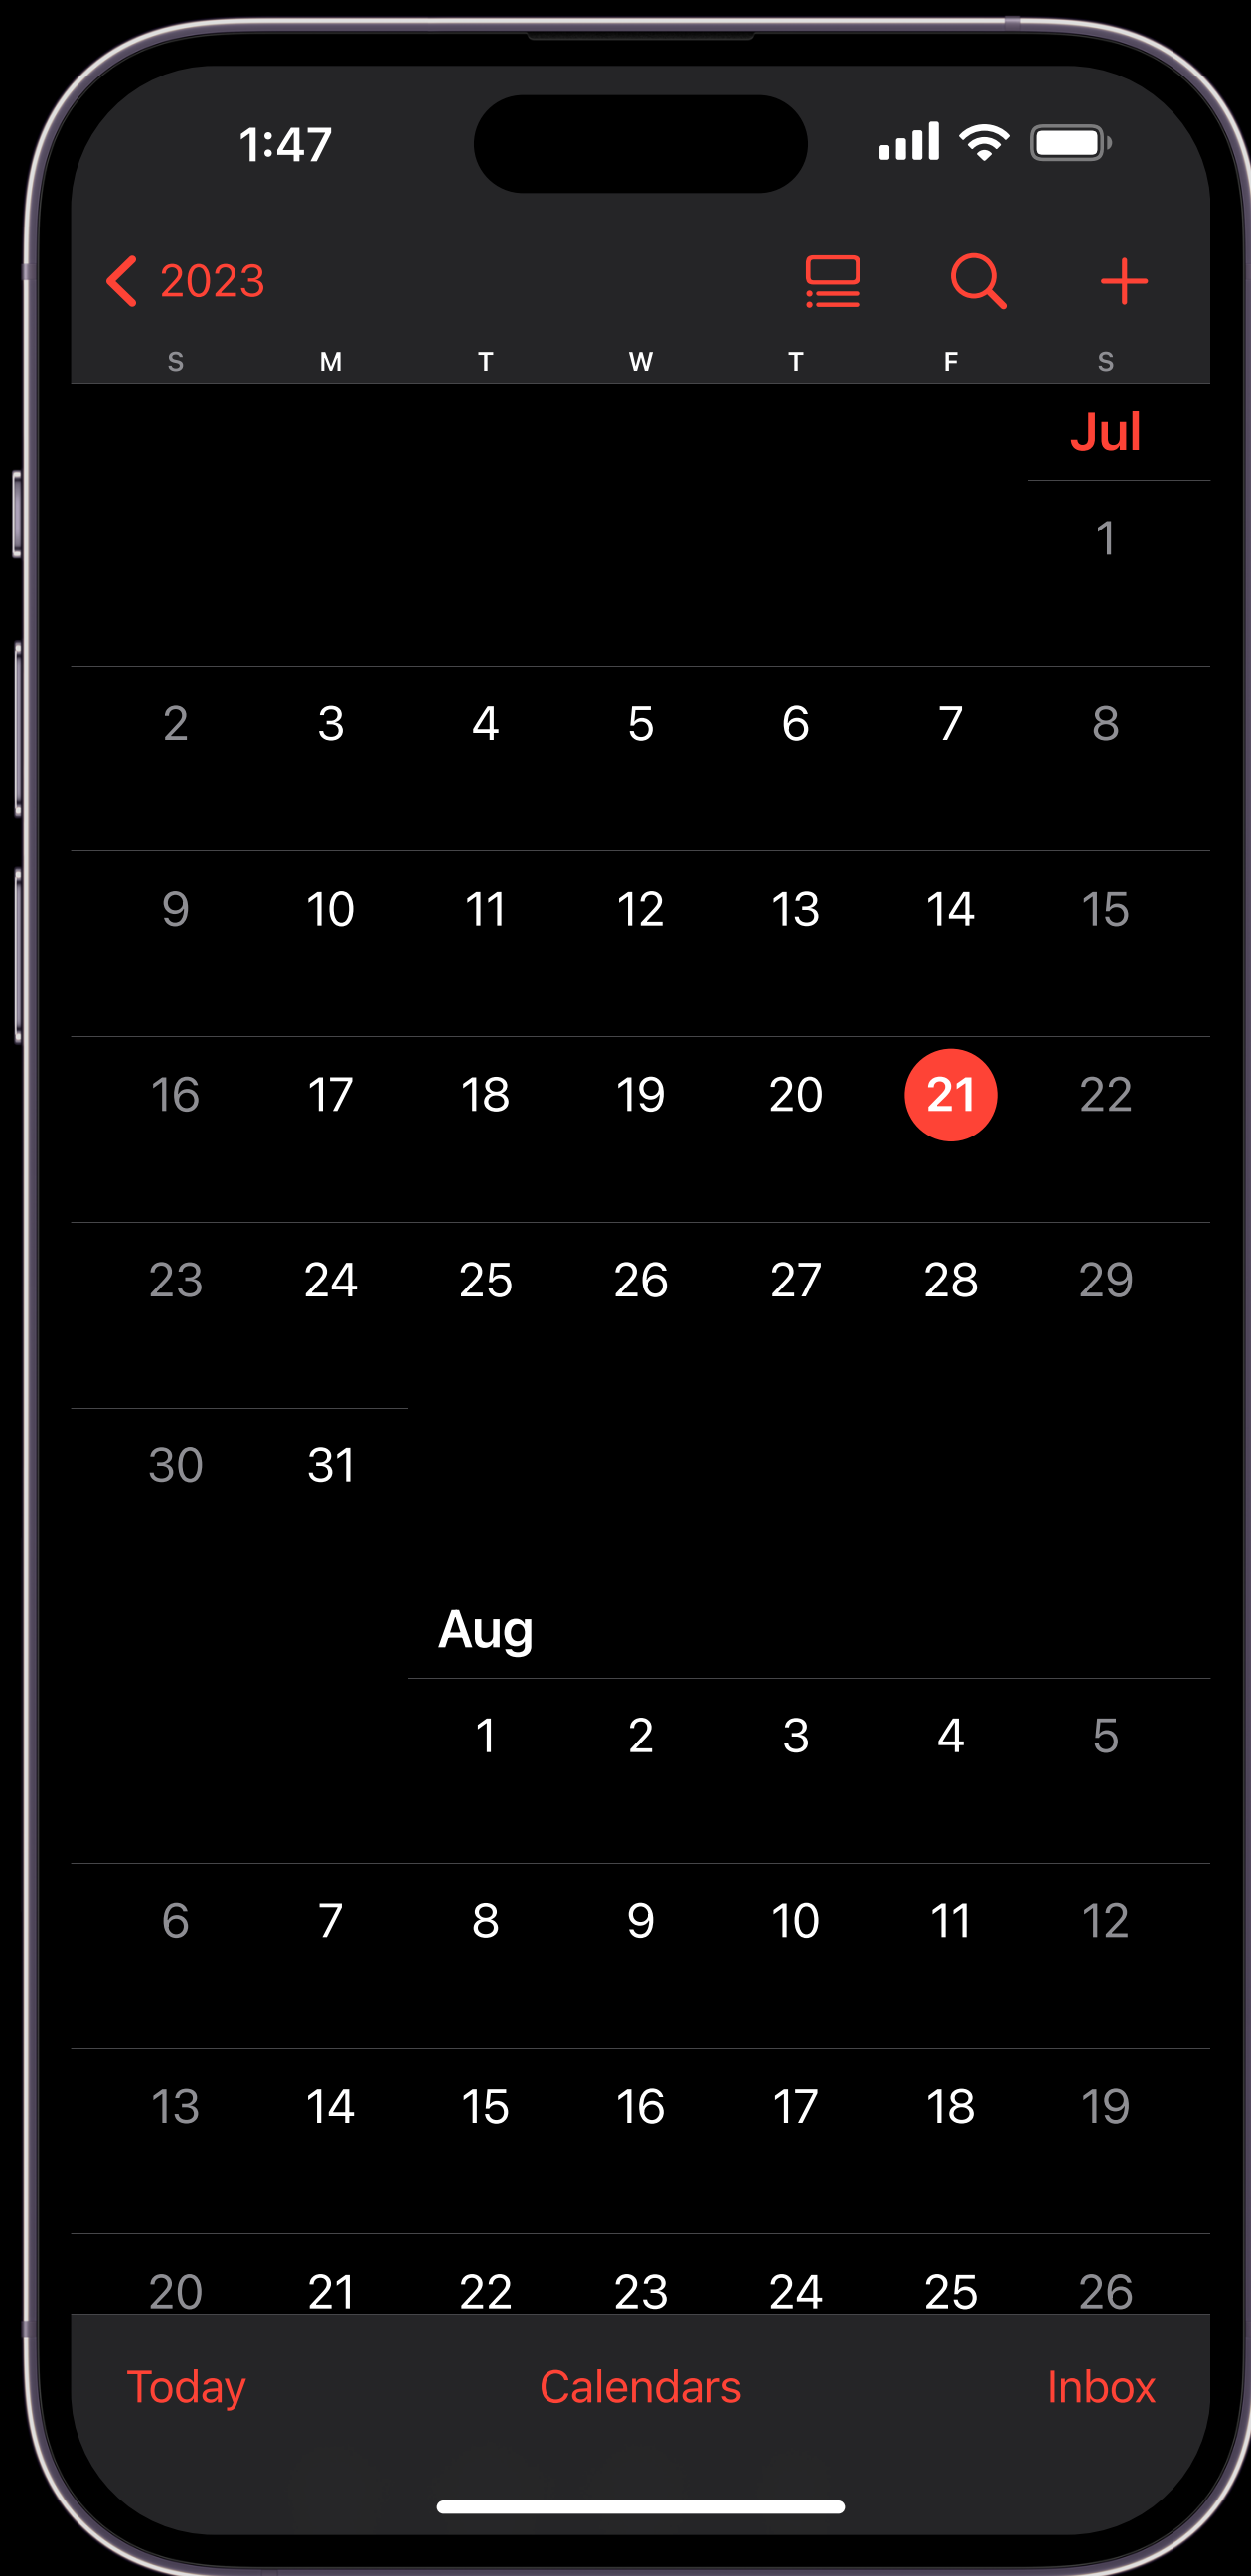 1:47
2023
S M T W T F S
Jul
1
2 3 4 5 6 7 8
9 10 11 12 13 14 15
16 17 18 19 20 21 22
23 24 25 26 27 28 29
30 31
Aug
1 2 3 4 5
6 7 8 9 10 11 12
13 14 15 16 17 18 19
20 21 22 23 24 25 26
Today Calendars Inbox